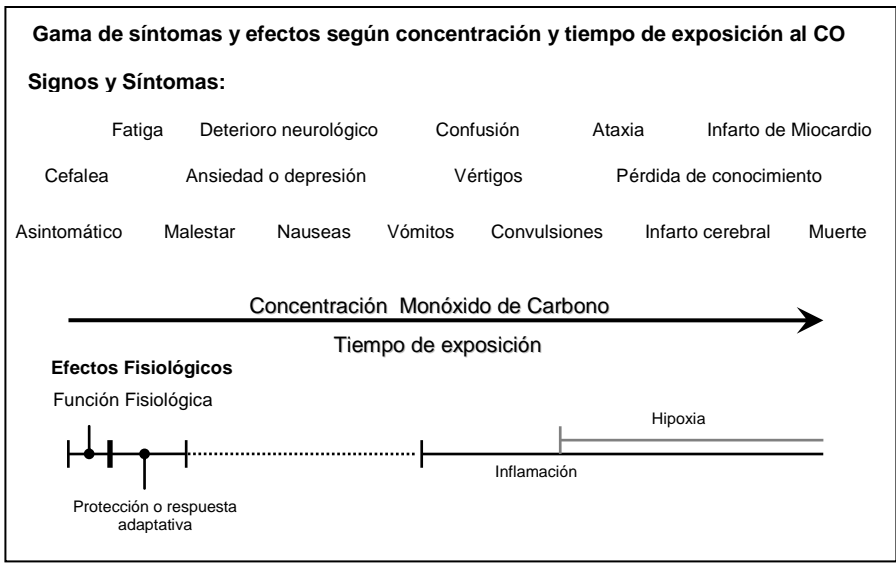 Gama de síntomas y efectos según concentración y tiempo de exposición al CO
Signos y Síntomas:
Fatiga Deterioro neurológico Confusión Ataxia Infarto de Miocardio
Cefalea Ansiedad o depresión Vértigos Pérdida de conocimiento
Asintomático Malestar Nauseas Vómitos Convulsiones Infarto cerebral Muerte
Concentración Monóxido de Carbono
Tiempo de exposición
Efectos Fisiológicos
Función Fisiológica
Hipoxia
Inflamación
Protección o respuesta
adaptativa